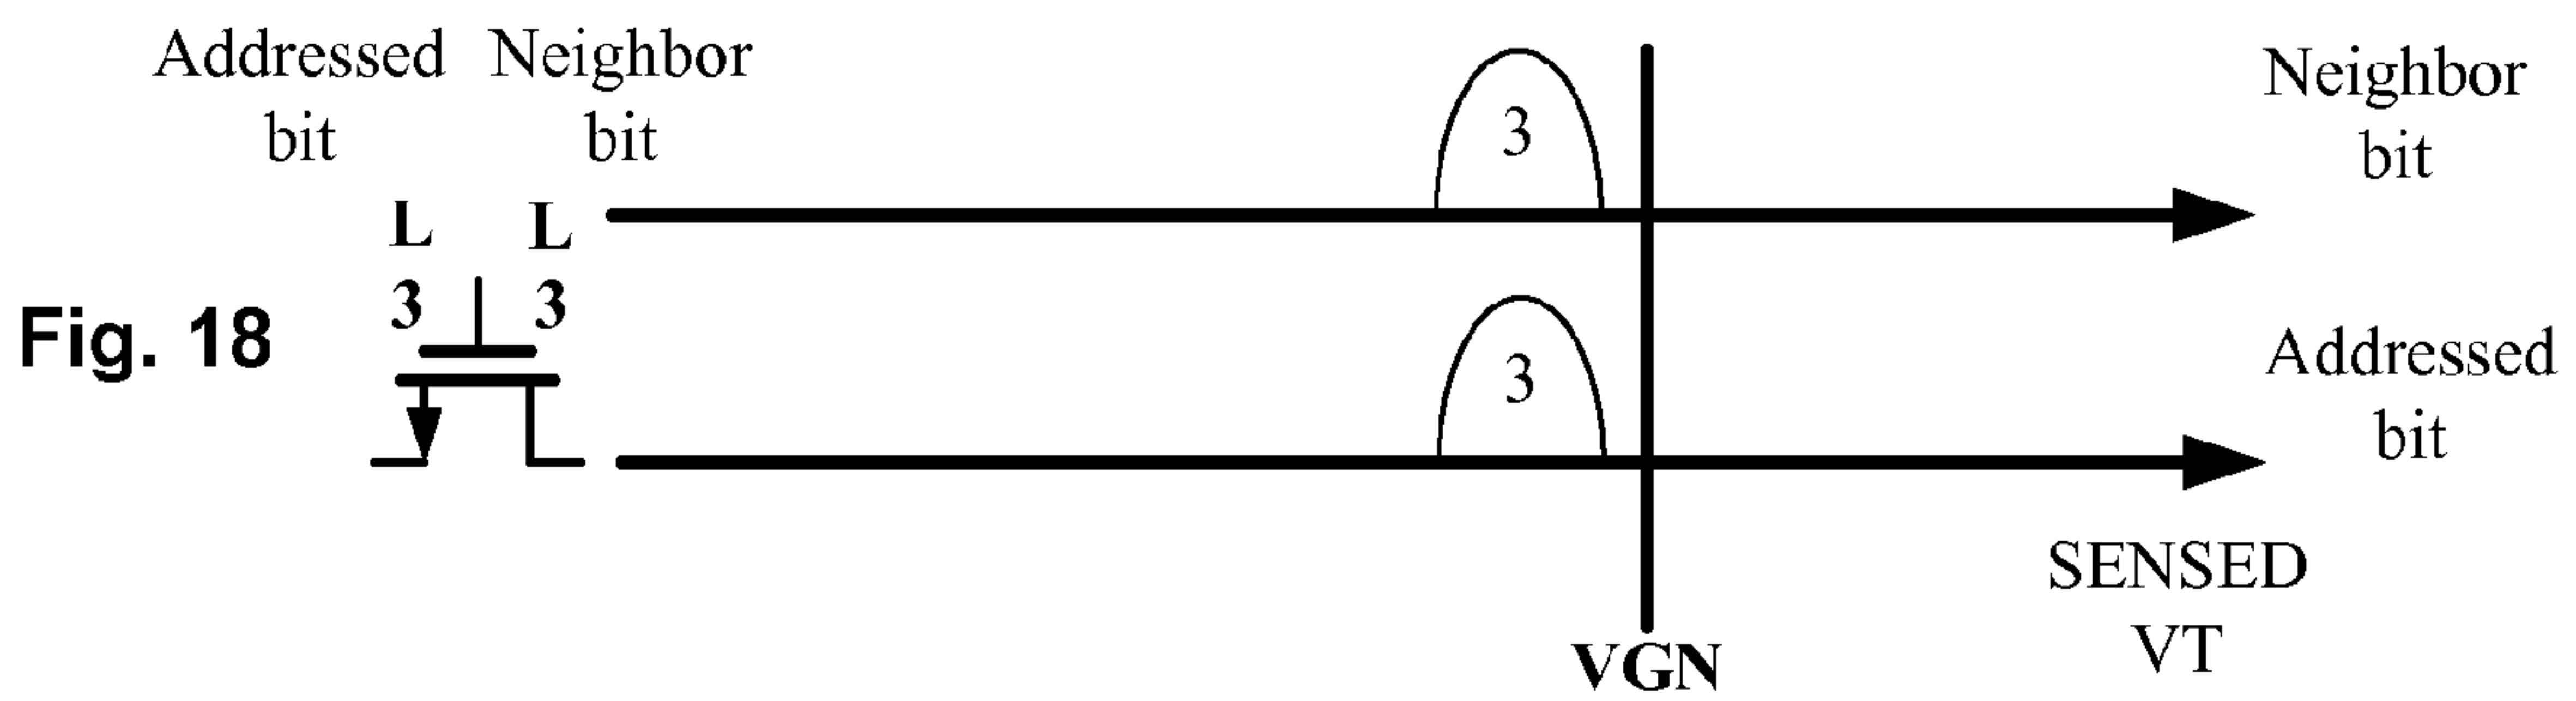 Addressed bit
Neighbor bit
L L
3 3
Fig. 18
3
3
VGN
Neighbor bit
Addressed bit
SENSED VT